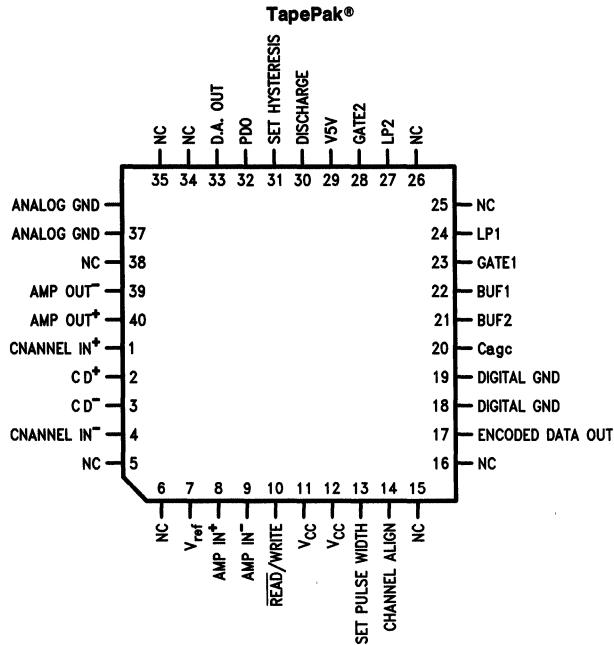 TapePak®
NC
NC
D.A. OUT
PDO
SET HYSTERESIS
DISCHARGE
V5V
GATE2
LP2
NC
35 34 33 32 31 30 29 28 27 26
ANALOG GND
ANALOG GND 37
NC 38
AMP OUT⁻ 39
AMP OUT⁺ 40
CNANNEL IN⁺ 1
CD⁺ 2
CD⁻ 3
CNANNEL IN⁻ 4
NC 5
25 NC
24 LP1
23 GATE1
22 BUF1
21 BUF2
20 Cagc
19 DIGITAL GND
18 DIGITAL GND
17 ENCODED DATA OUT
16 NC
6 7 8 9 10 11 12 13 14 15
NC
Vref
AMP IN⁺
AMP IN⁻
READ/WRITE
VCC
VCC
SET PULSE WIDTH
CHANNEL ALIGN
NC